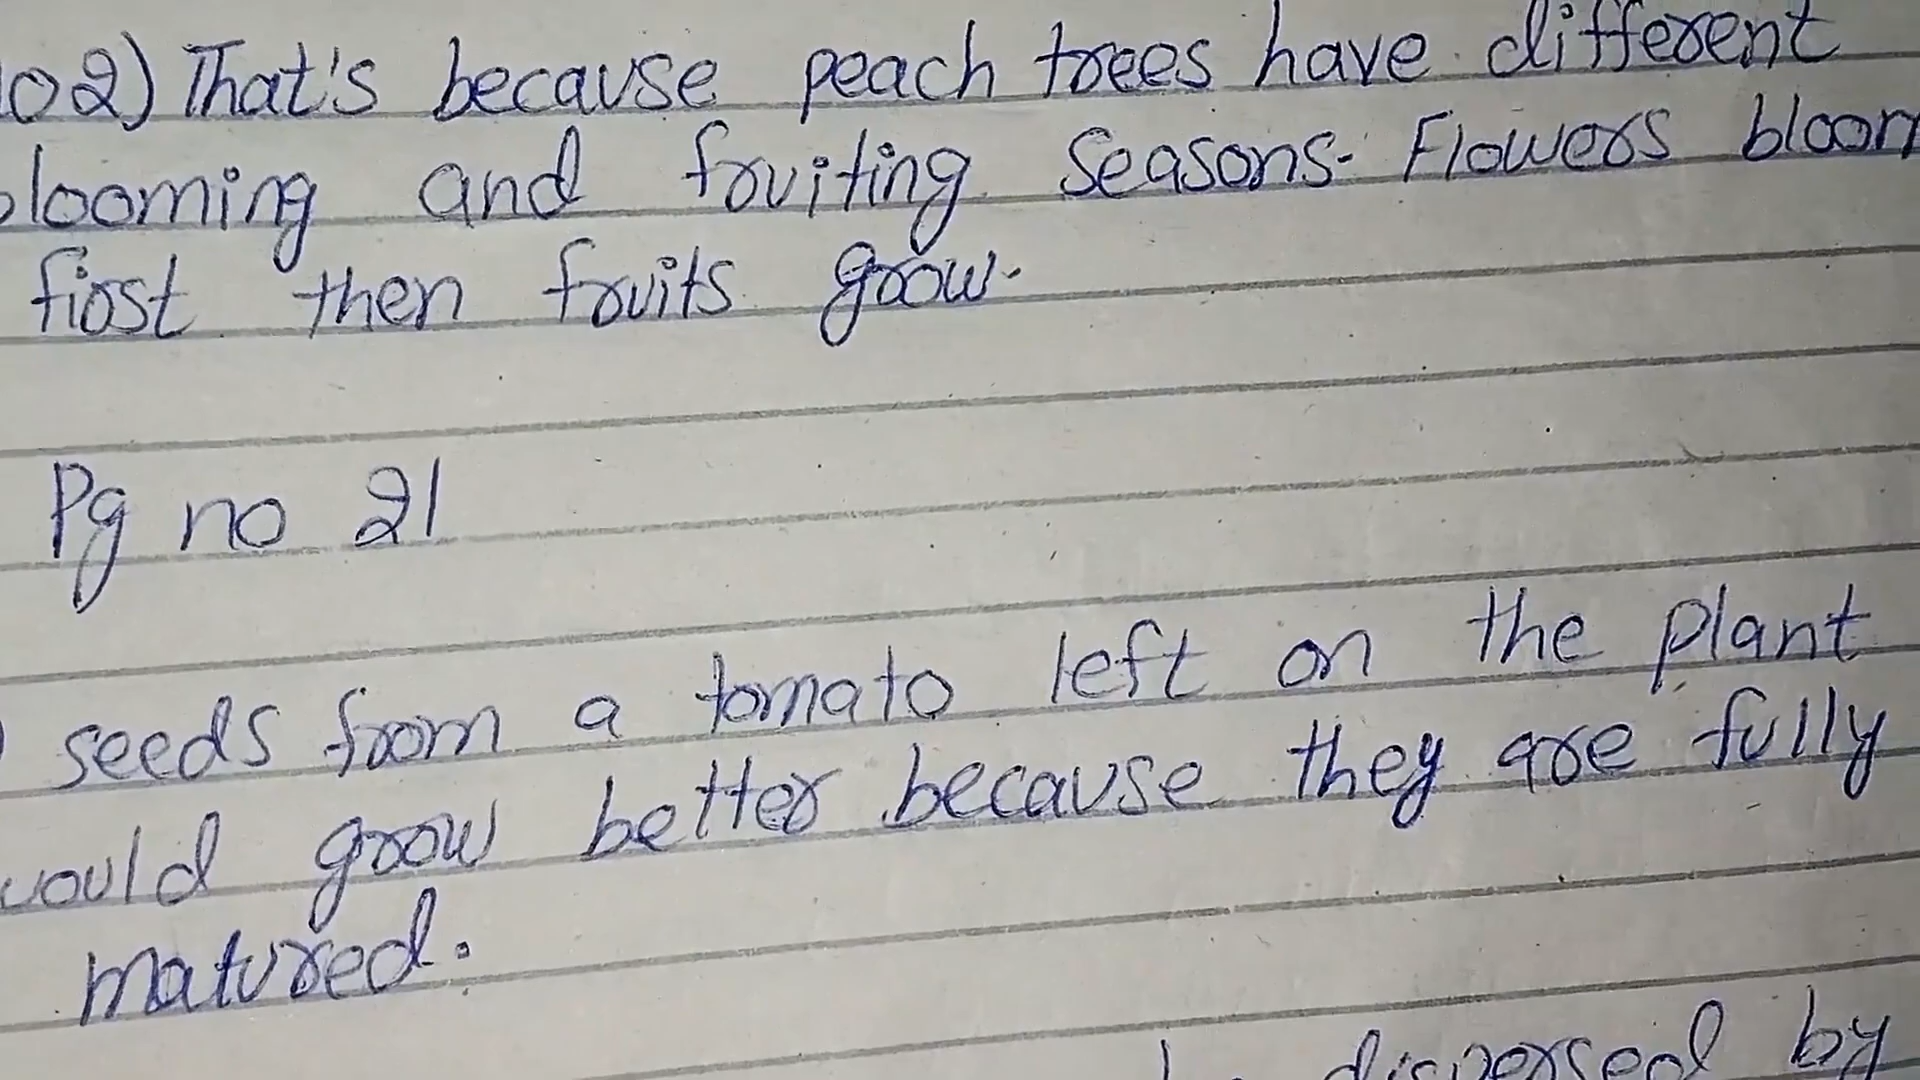 02) That's because peach trees have different
blooming and fruiting seasons. Flowers bloom
first then fruits grow.
Pg no 21
seeds from a tomato left on the plant
would grow better because they are fully
matured.
dispersed by